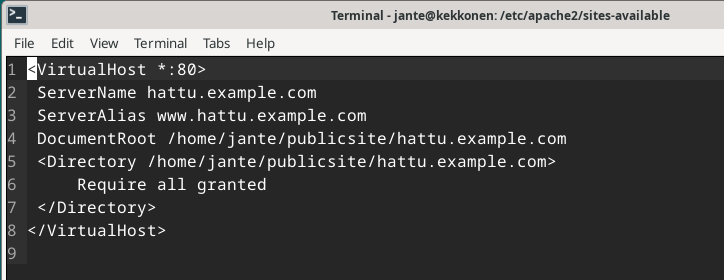 Terminal - jante@kekkonen: /etc/apache2/sites-available
File Edit View Terminal Tabs Help
1 <VirtualHost *:80>
2  ServerName hattu.example.com
3  ServerAlias www.hattu.example.com
4  DocumentRoot /home/jante/publicsite/hattu.example.com
5  <Directory /home/jante/publicsite/hattu.example.com>
6      Require all granted
7  </Directory>
8 </VirtualHost>
9